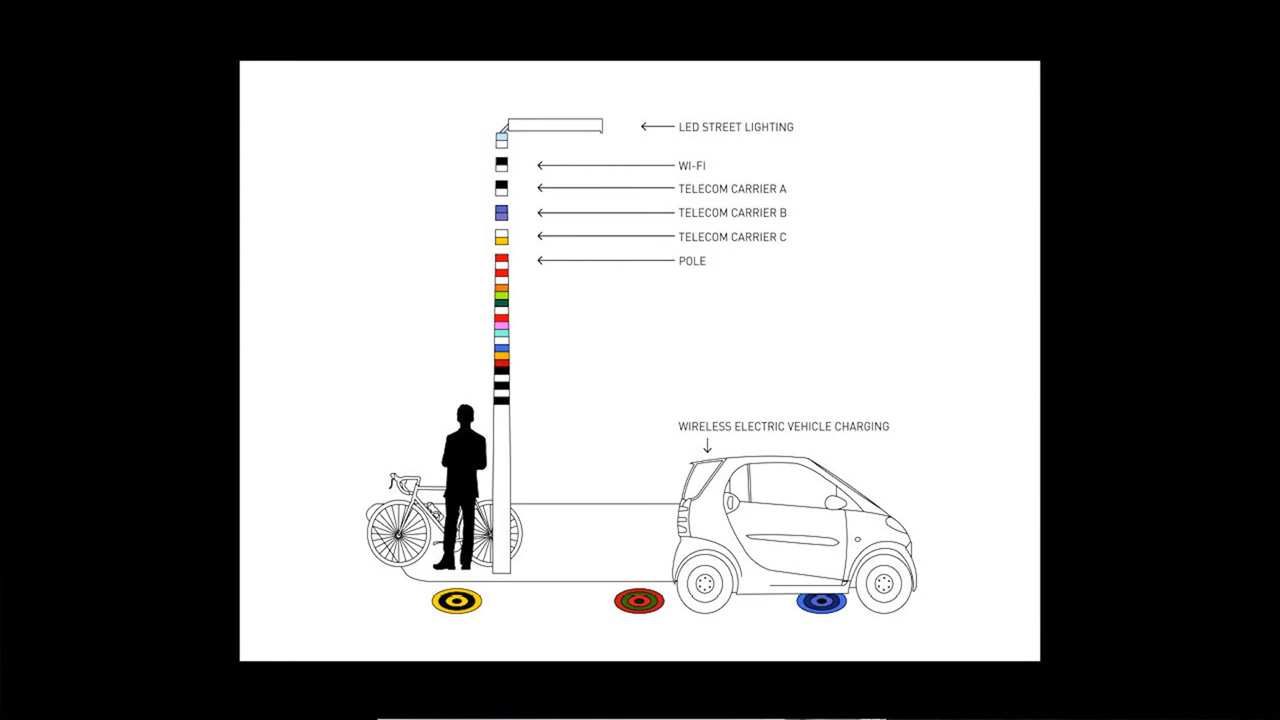 LED STREET LIGHTING
WI-FI
TELECOM CARRIER A
TELECOM CARRIER B
TELECOM CARRIER C
POLE
WIRELESS ELECTRIC VEHICLE CHARGING